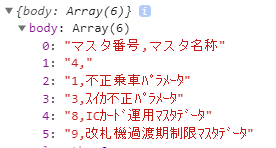 ▼{body: Array(6)} i
▼body: Array(6)
0: "マスタ番号,マスタ名称"
1: "4,"
2: "1,不正乗車ﾊﾟﾗﾒｰﾀ"
3: "3,ｽｲｶ不正ﾊﾟﾗﾒｰﾀ"
4: "8,ICｶｰﾄﾞ運用ﾏｽﾀﾃﾞｰﾀ"
5: "9,改札機過渡期制限ﾏｽﾀﾃﾞｰﾀ"